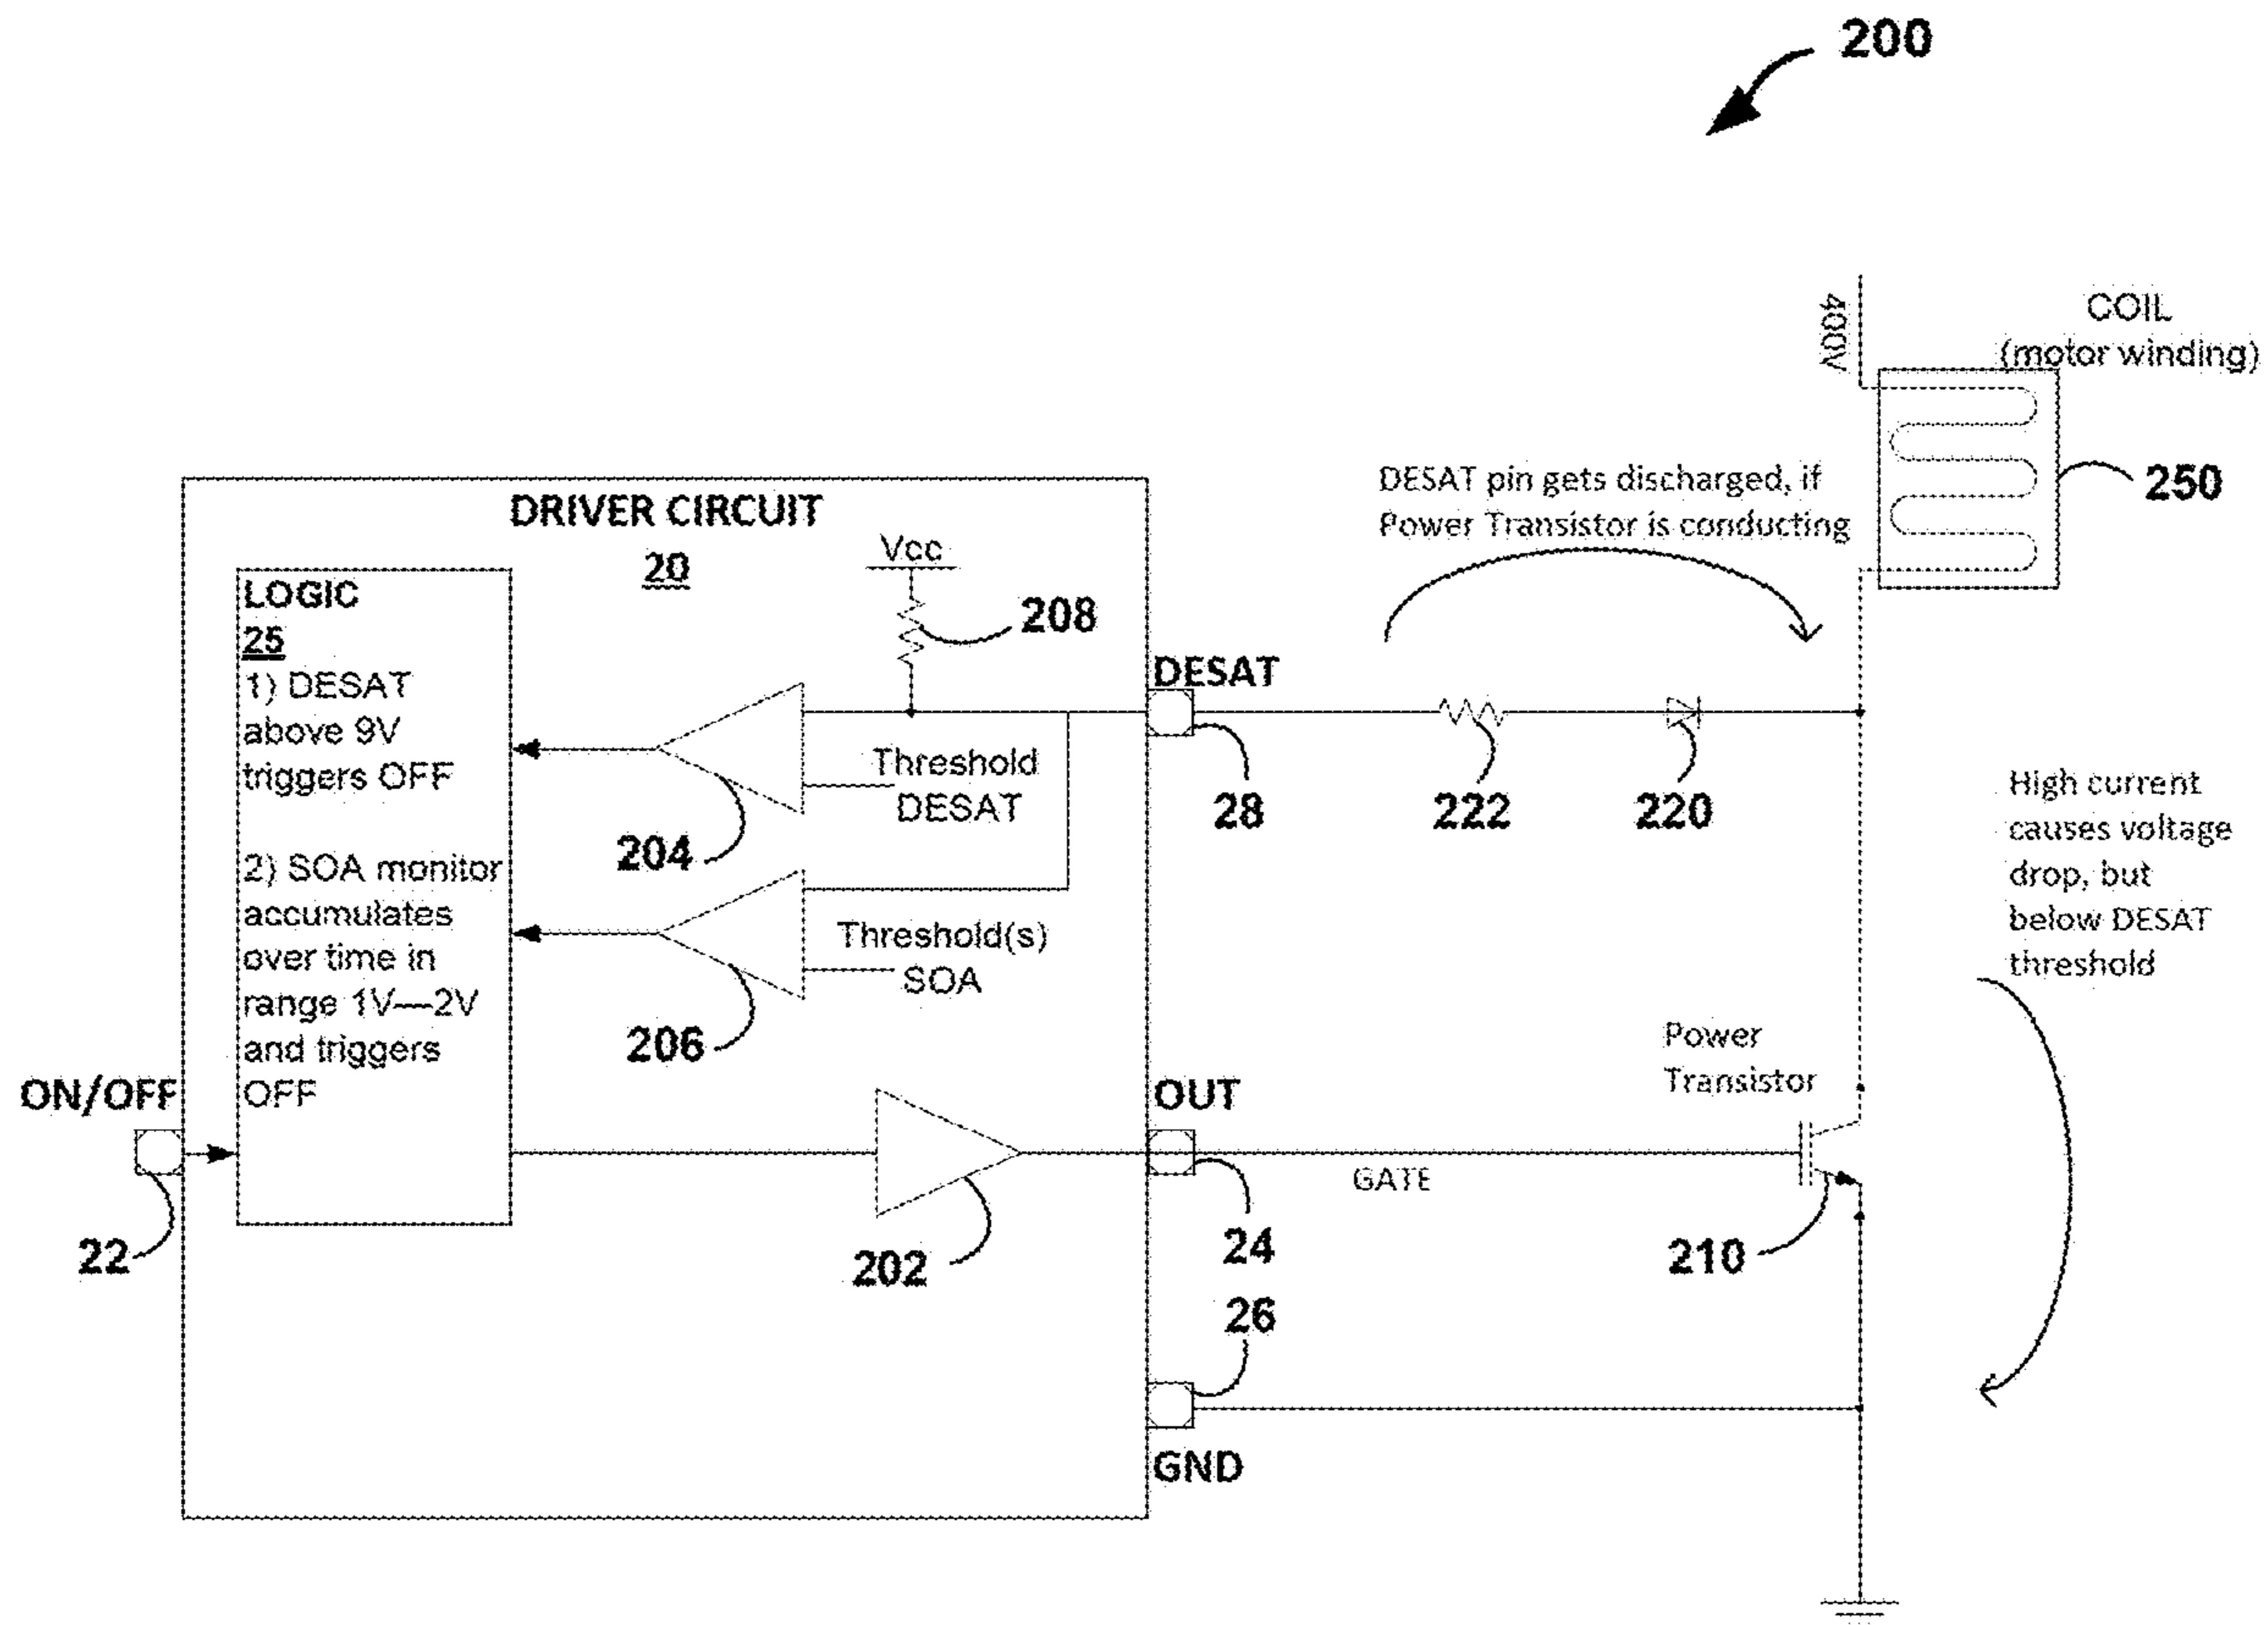 200
400V
COIL
(motor winding)
250
DESAT pin gets discharged, if
Power Transistor is conducting
DRIVER CIRCUIT
20
Vcc
208
LOGIC
25
1) DESAT
above 9V
triggers OFF
2) SOA monitor
accumulates
over time in
range 1V—2V
and triggers
OFF
DESAT
28
222
220
Threshold
DESAT
204
Threshold(s)
SOA
206
High current
causes voltage
drop, but
below DESAT
threshold
Power
Transistor
ON/OFF
22
202
OUT
24
GATE
210
26
GND